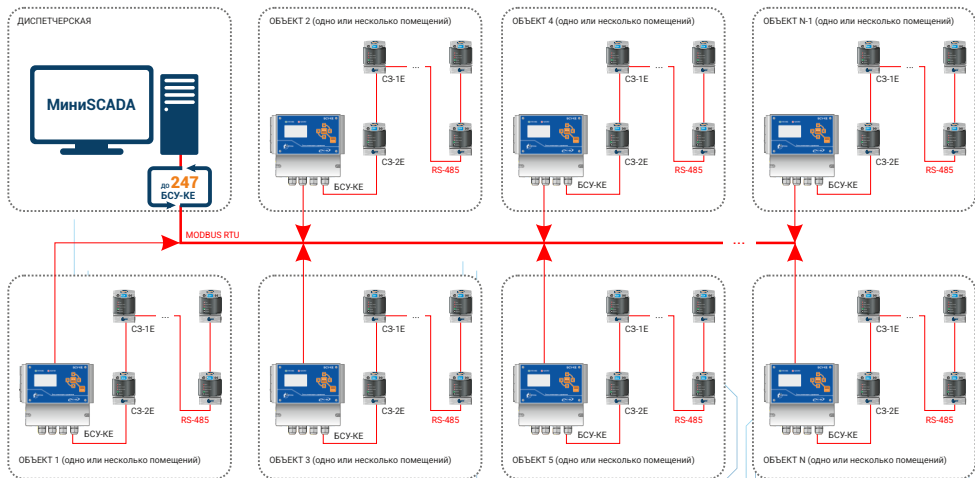 ДИСПЕТЧЕРСКАЯ
МиниSCADA
до 247
БСУ-КЕ
ОБЪЕКТ 2 (одно или несколько помещений)
...
СЗ-1Е
СЗ-2Е
RS-485
БСУ-КЕ
ОБЪЕКТ 4 (одно или несколько помещений)
...
СЗ-1Е
СЗ-2Е
RS-485
БСУ-КЕ
ОБЪЕКТ N-1 (одно или несколько помещений)
...
СЗ-1Е
СЗ-2Е
RS-485
БСУ-КЕ
MODBUS RTU
...
...
СЗ-1Е
СЗ-2Е
RS-485
БСУ-КЕ
ОБЪЕКТ 1 (одно или несколько помещений)
...
СЗ-1Е
СЗ-2Е
RS-485
БСУ-КЕ
ОБЪЕКТ 3 (одно или несколько помещений)
...
СЗ-1Е
СЗ-2Е
RS-485
БСУ-КЕ
ОБЪЕКТ 5 (одно или несколько помещений)
...
СЗ-1Е
СЗ-2Е
RS-485
БСУ-КЕ
ОБЪЕКТ N (одно или несколько помещений)